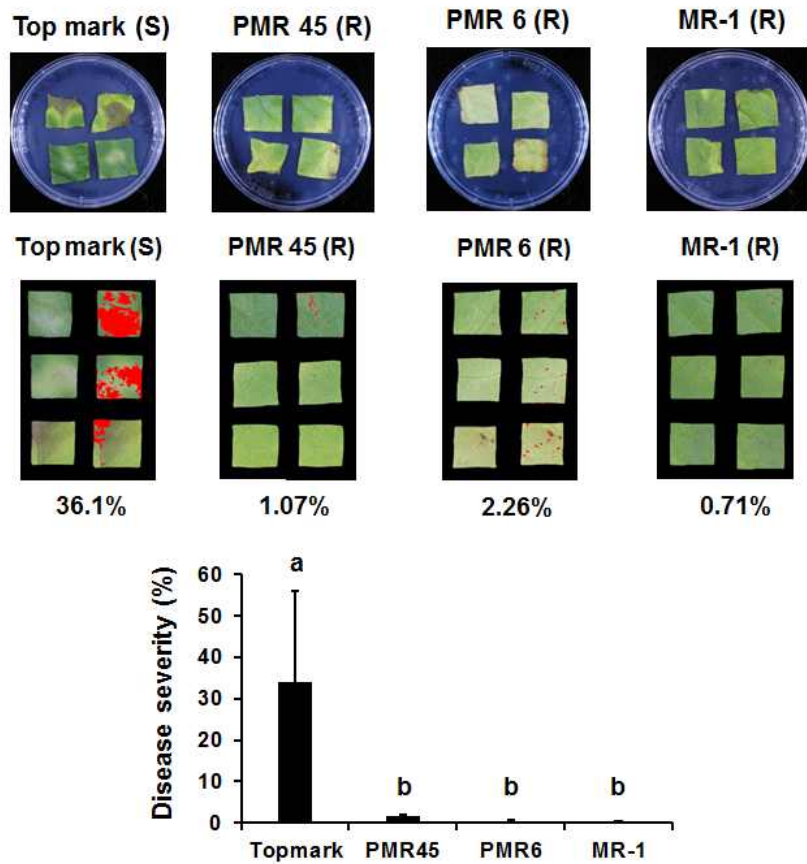 Top mark (S) PMR 45 (R) PMR 6 (R) MR-1 (R)
Top mark (S) PMR 45 (R) PMR 6 (R) MR-1 (R)
36.1% 1.07% 2.26% 0.71%
Disease severity (%)
60
50
40
30
20
10
0
a
b
b
b
Topmark PMR45 PMR6 MR-1